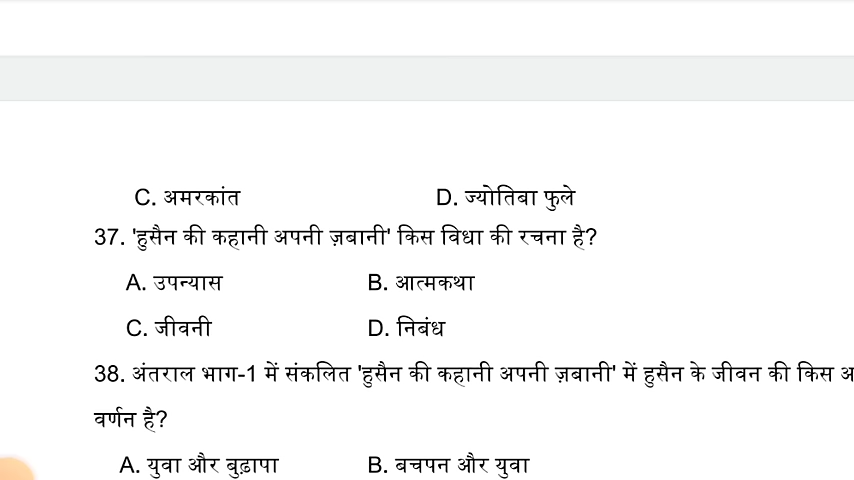 C. अमरकांत D. ज्योतिबा फुले
37. 'हुसैन की कहानी अपनी ज़बानी' किस विधा की रचना है?
A. उपन्यास B. आत्मकथा
C. जीवनी D. निबंध
38. अंतराल भाग-1 में संकलित 'हुसैन की कहानी अपनी ज़बानी' में हुसैन के जीवन की किस
वर्णन है?
A. युवा और बुढ़ापा B. बचपन और युवा